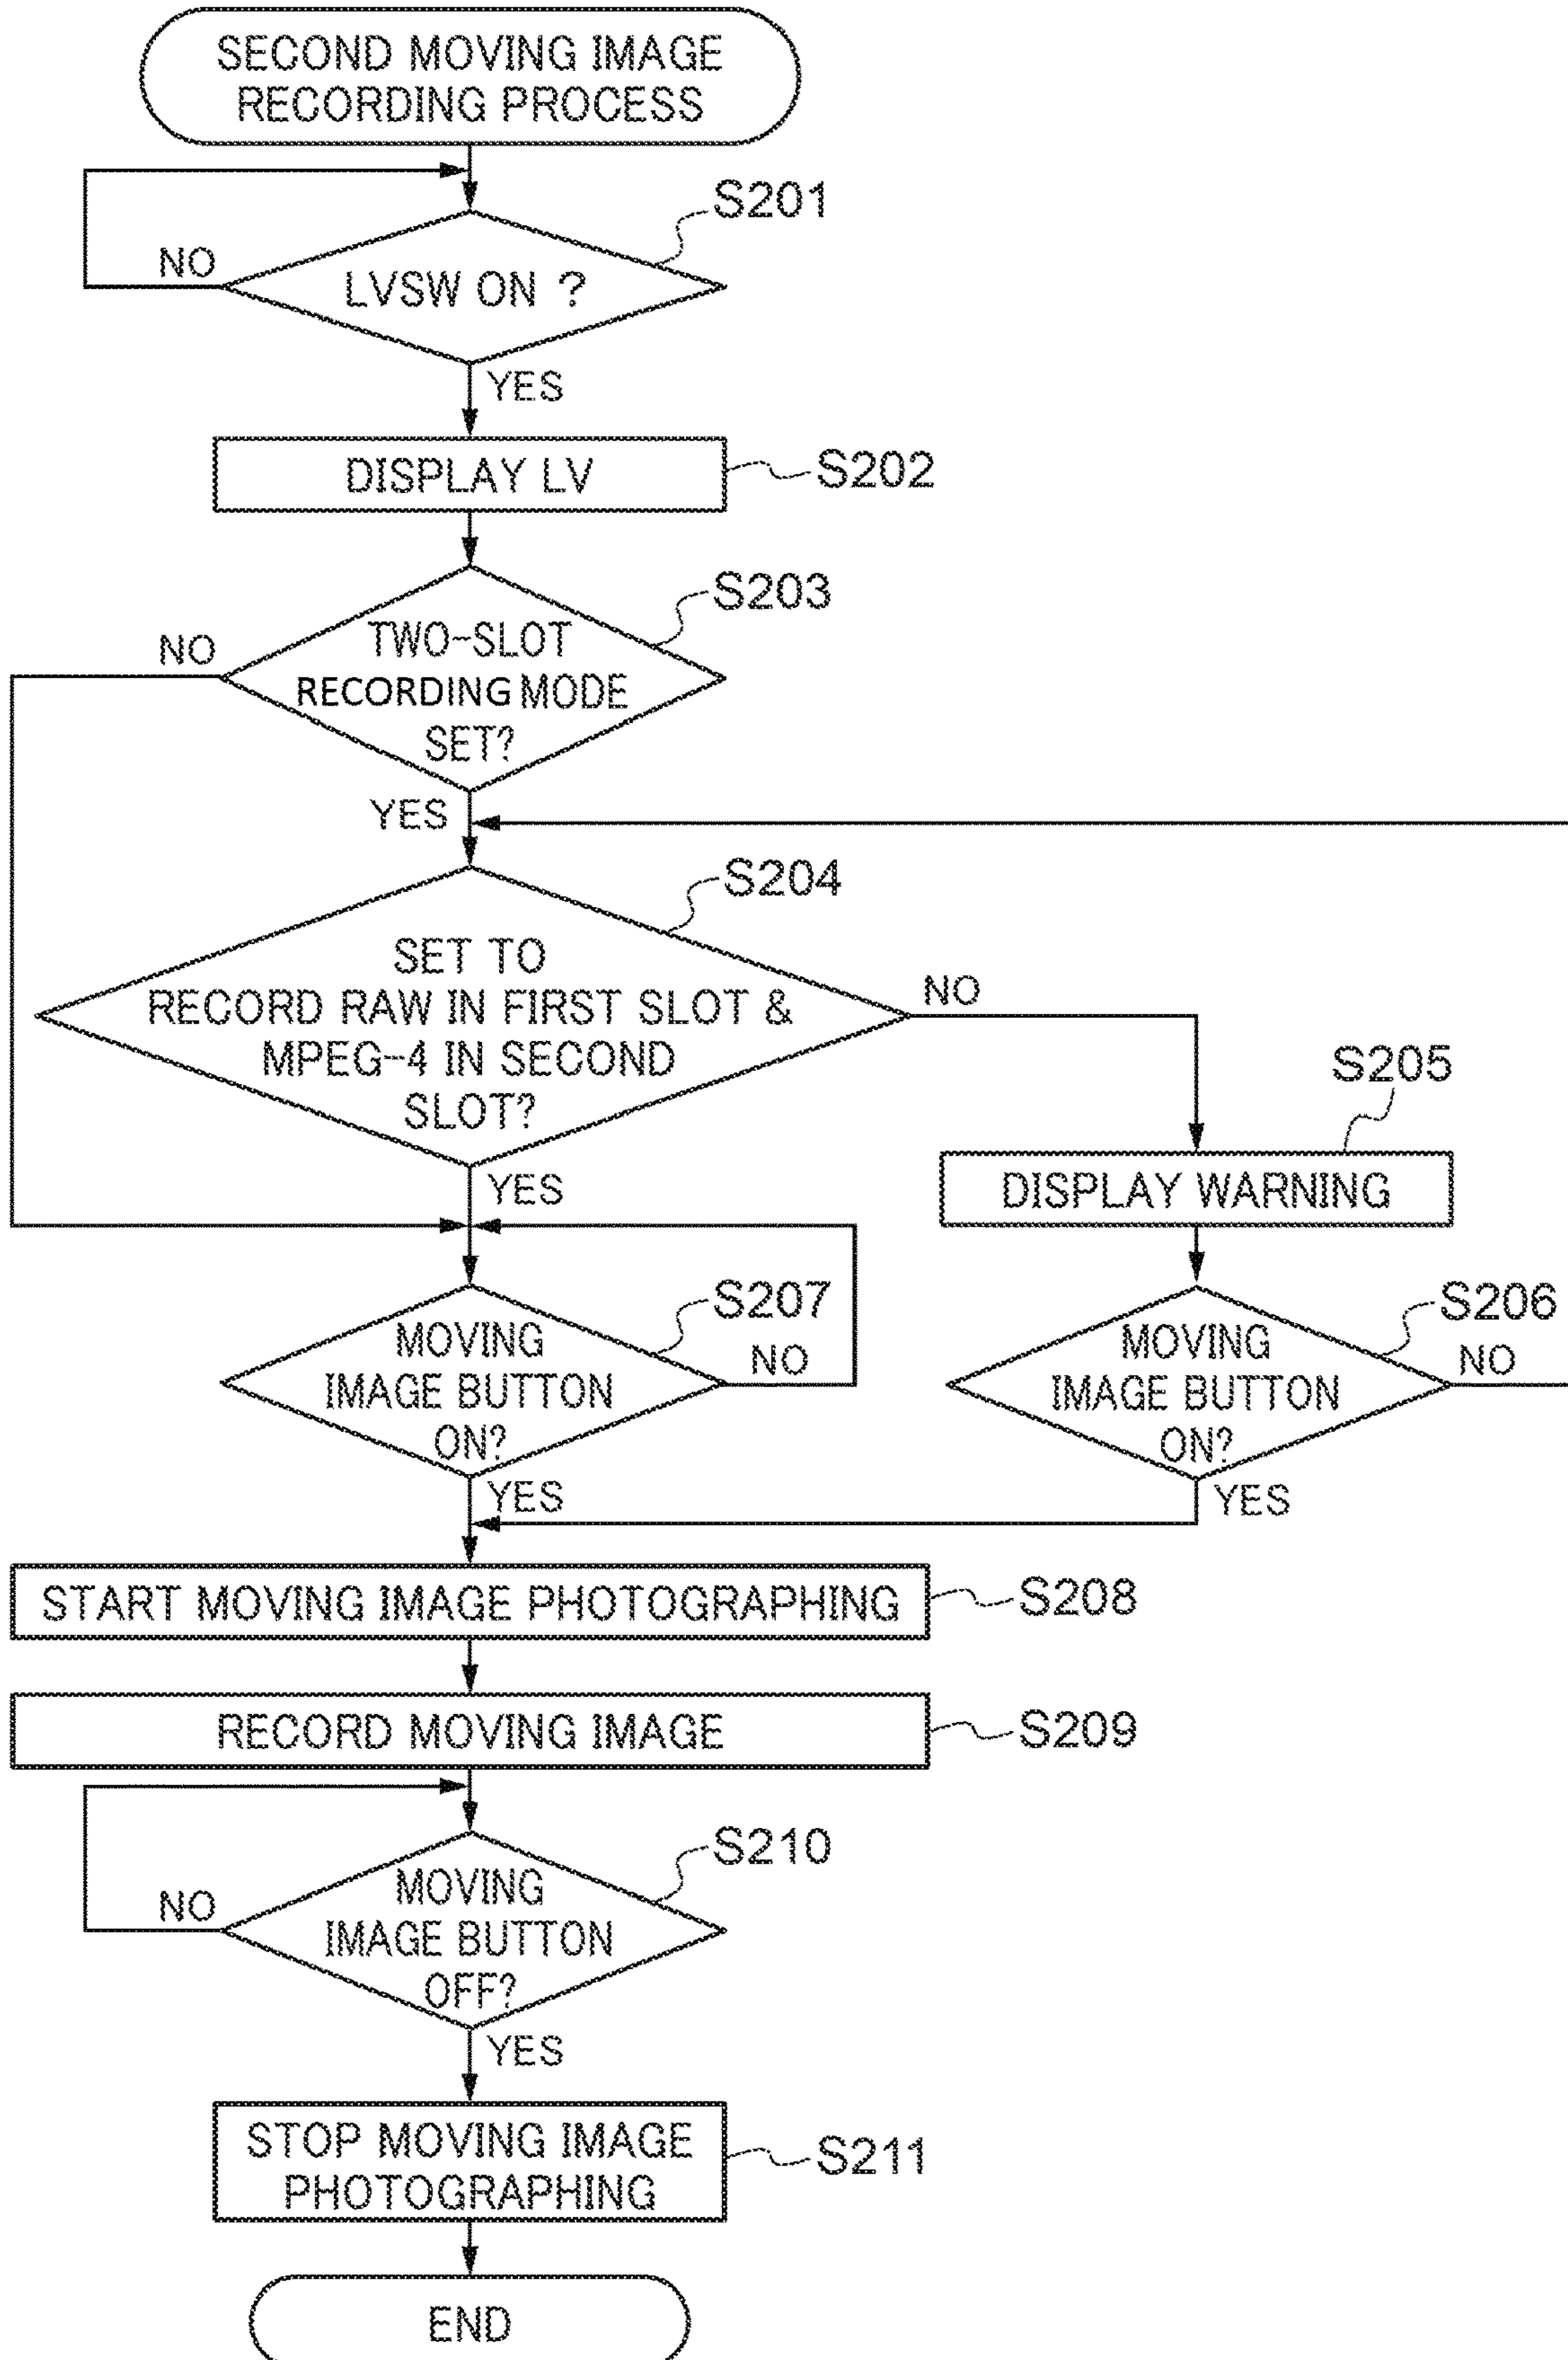 SECOND MOVING IMAGE
RECORDING PROCESS
S201
NO
LVSW ON ?
YES
DISPLAY LV
S202
S203
NO
TWO-SLOT
RECORDING MODE
SET?
YES
S204
SET TO
RECORD RAW IN FIRST SLOT &
MPEG-4 IN SECOND
SLOT?
NO
YES
S205
DISPLAY WARNING
S207
MOVING
IMAGE BUTTON
ON?
NO
YES
S206
MOVING
IMAGE BUTTON
ON?
NO
YES
START MOVING IMAGE PHOTOGRAPHING
S208
RECORD MOVING IMAGE
S209
S210
NO
MOVING
IMAGE BUTTON
OFF?
YES
STOP MOVING IMAGE
PHOTOGRAPHING
S211
END